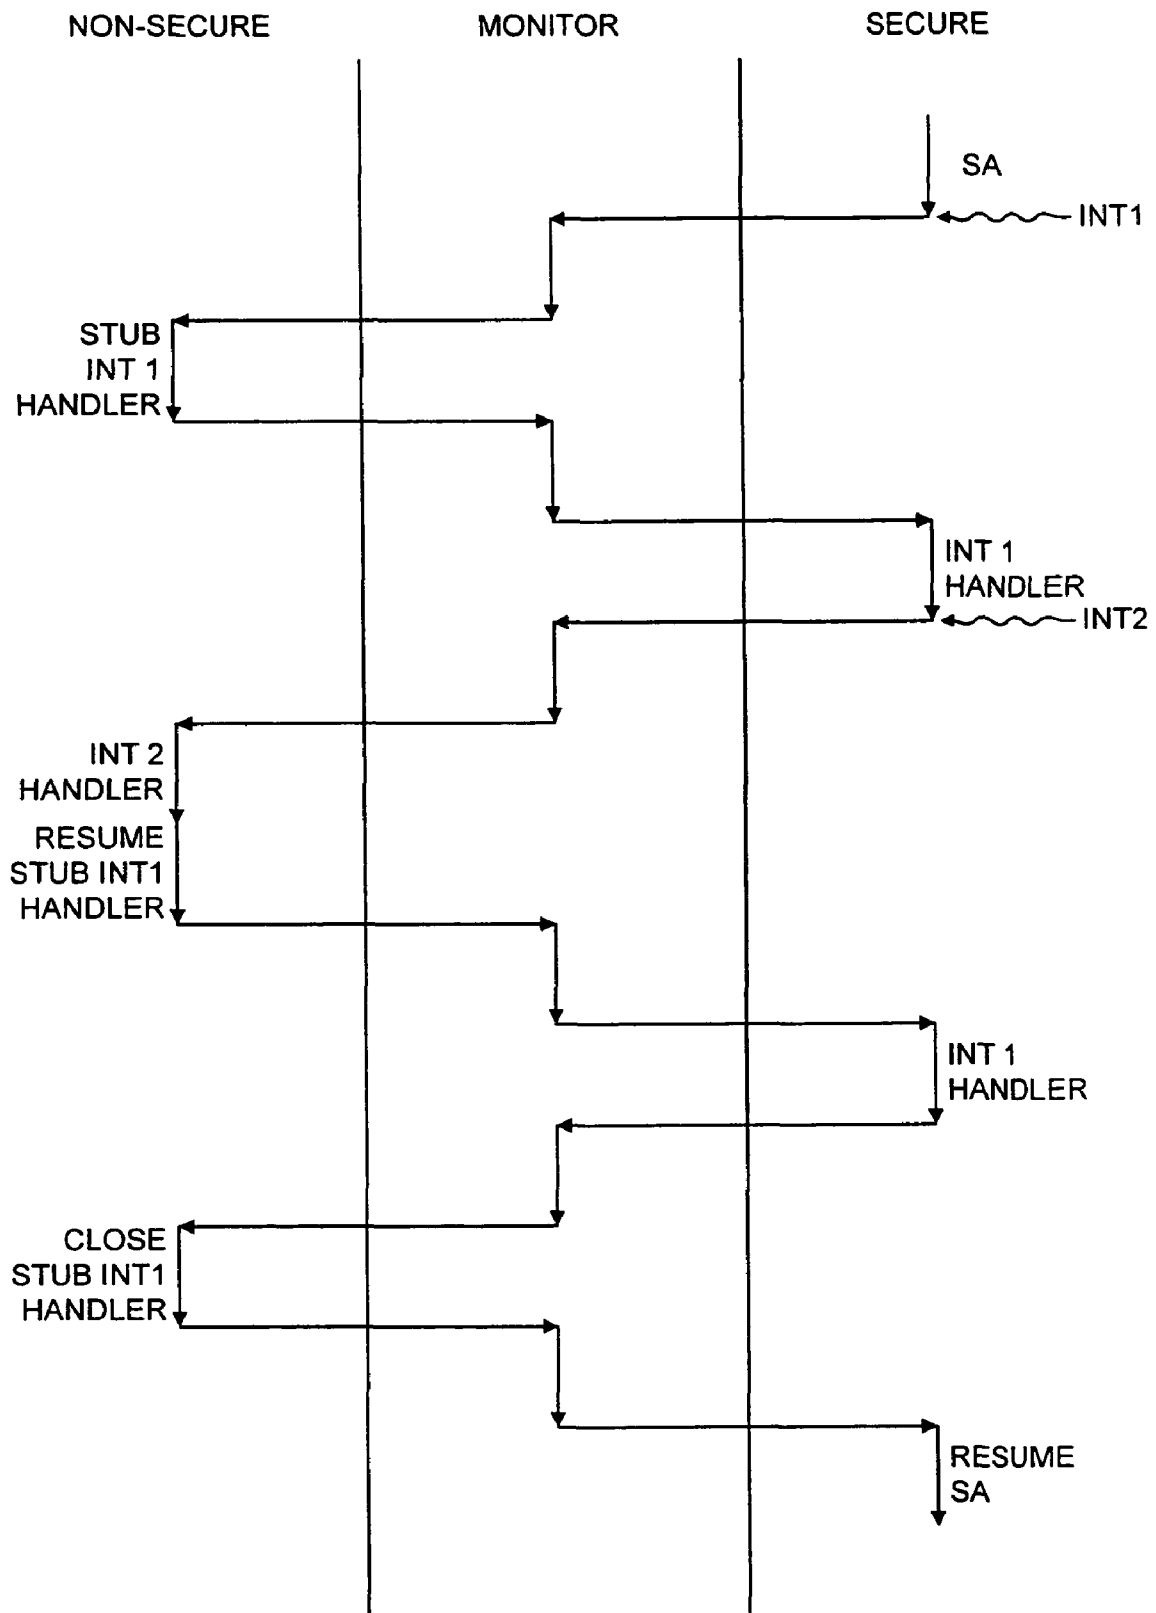 NON-SECURE
MONITOR
SECURE
SA
INT1
STUB
INT 1
HANDLER
INT 1
HANDLER
INT2
INT 2
HANDLER
RESUME
STUB INT1
HANDLER
INT 1
HANDLER
CLOSE
STUB INT1
HANDLER
RESUME
SA